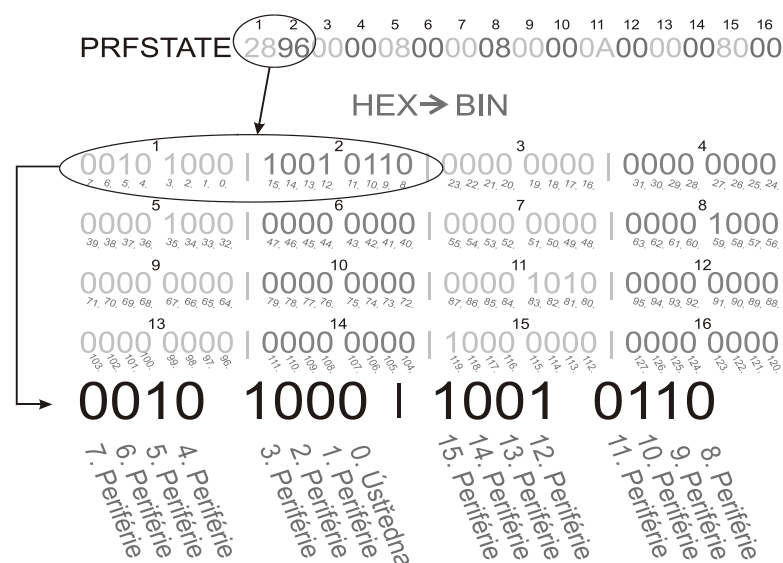 1 2 3 4 5 6 7 8 9 10 11 12 13 14 15 16
PRFSTATE 28960000080000000800000A0000008000
HEX→BIN
1 2 3 4
0010 1000 | 1001 0110 | 0000 0000 | 0000 0000
7. 6. 5. 4. 3. 2. 1. 0. 15. 14. 13. 12. 11. 10. 9. 8. 23. 22. 21. 20. 19. 18. 17. 16. 31. 30. 29. 28. 27. 26. 25. 24.
5 6 7 8
0000 1000 | 0000 0000 | 0000 0000 | 0000 1000
39. 38. 37. 36. 35. 34. 33. 32. 47. 46. 45. 44. 43. 42. 41. 40. 55. 54. 53. 52. 51. 50. 49. 48. 63. 62. 61. 60. 59. 58. 57. 56.
9 10 11 12
0000 0000 | 0000 0000 | 0000 1010 | 0000 0000
71. 70. 69. 68. 67. 66. 65. 64. 79. 78. 77. 76. 75. 74. 73. 72. 87. 86. 85. 84. 83. 82. 81. 80. 95. 94. 93. 92. 91. 90. 89. 88.
13 14 15 16
0000 0000 | 0000 0000 | 1000 0000 | 0000 0000
103. 102. 101. 100. 99. 98. 97. 96. 111. 110. 109. 108. 107. 106. 105. 104. 119. 118. 117. 116. 115. 114. 113. 112. 127. 126. 125. 124. 123. 122. 121. 120.
0010 1000 | 1001 0110
7. Periférie
6. Periférie
5. Periférie
4. Periférie
3. Periférie
2. Periférie
1. Periférie
0. Ústředna
15. Periférie
14. Periférie
13. Periférie
12. Periférie
11. Periférie
10. Periférie
9. Periférie
8. Periférie